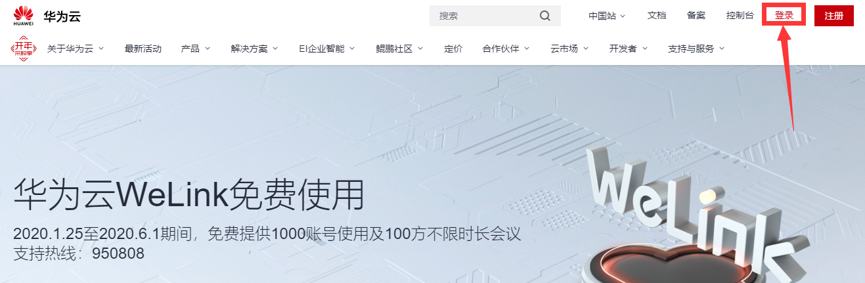 HUAWEI
华为云
搜索
中国站 文档 备案 控制台 登录 注册
开年采购季
关于华为云 最新活动 产品 解决方案 EI企业智能 鲲鹏社区 定价 合作伙伴 云市场 开发者 支持与服务
华为云WeLink免费使用
2020.1.25至2020.6.1期间，免费提供1000账号使用及100方不限时长会议
支持热线：950808
WeLink